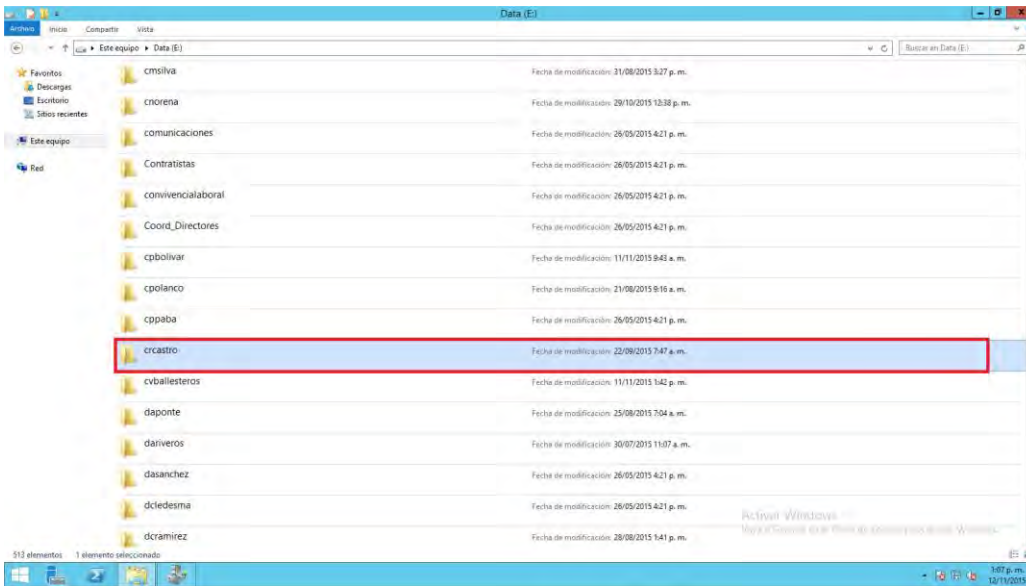 Data (E:)
Archivo Inicio Compartir Vista
Este equipo ▸ Data (E:)
Buscar en Data (E:)
Favoritos
Descargas
Escritorio
Sitios recientes
Este equipo
Red
cmsilva Fecha de modificación: 31/08/2015 3:27 p. m.
cnorena Fecha de modificación: 29/10/2015 12:38 p. m.
comunicaciones Fecha de modificación: 26/05/2015 4:21 p. m.
Contratistas Fecha de modificación: 26/05/2015 4:21 p. m.
convivencialaboral Fecha de modificación: 26/05/2015 4:21 p. m.
Coord_Directores Fecha de modificación: 26/05/2015 4:21 p. m.
cpbolivar Fecha de modificación: 11/11/2015 9:43 a. m.
cpolanco Fecha de modificación: 21/08/2015 9:16 a. m.
cppaba Fecha de modificación: 26/05/2015 4:21 p. m.
crcastro Fecha de modificación: 22/09/2015 7:47 a. m.
cvballesteros Fecha de modificación: 11/11/2015 1:42 p. m.
daponte Fecha de modificación: 25/08/2015 7:04 a. m.
dariveros Fecha de modificación: 30/07/2015 11:07 a. m.
dasanchez Fecha de modificación: 26/05/2015 4:21 p. m.
dcledesma Fecha de modificación: 26/05/2015 4:21 p. m.
dcramirez Fecha de modificación: 28/08/2015 1:41 p. m.
Activar Windows
513 elementos 1 elemento seleccionado
1:07 p. m.
12/11/2015